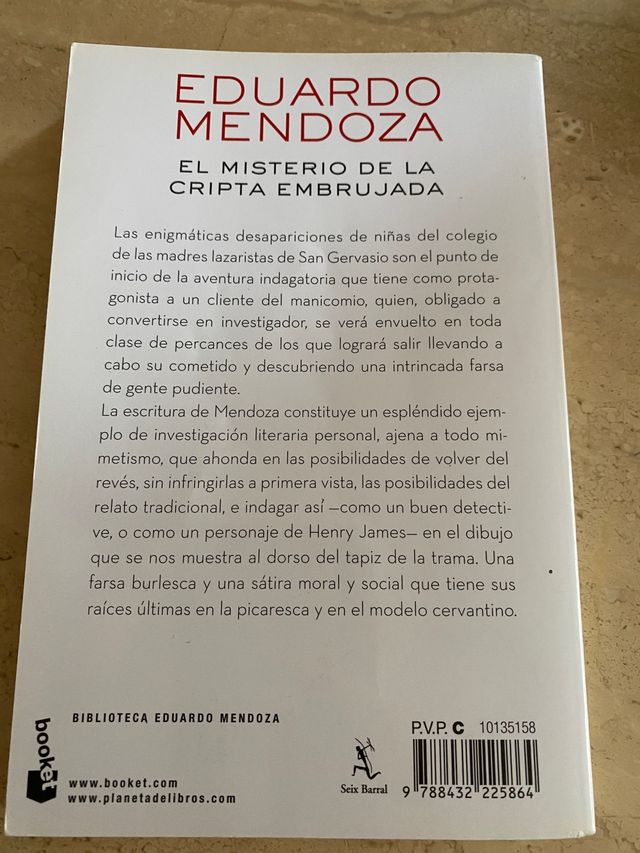 EDUARDO
MENDOZA
EL MISTERIO DE LA
CRIPTA EMBRUJADA
Las enigmáticas desapariciones de niñas del colegio
de las madres lazaristas de San Gervasio son el punto de
inicio de la aventura indagatoria que tiene como prota-
gonista a un cliente del manicomio, quien, obligado a
convertirse en investigador, se verá envuelto en toda
clase de percances de los que logrará salir llevando a
cabo su cometido y descubriendo una intrincada farsa
de gente pudiente.
La escritura de Mendoza constituye un espléndido ejem-
plo de investigación literaria personal, ajena a todo mi-
metismo, que ahonda en las posibilidades de volver del
revés, sin infringirlas a primera vista, las posibilidades del
relato tradicional, e indagar así —como un buen detecti-
ve, o como un personaje de Henry James— en el dibujo
que se nos muestra al dorso del tapiz de la trama. Una
farsa burlesca y una sátira moral y social que tiene sus
raíces últimas en la picaresca y en el modelo cervantino.
BIBLIOTECA EDUARDO MENDOZA
P.V.P. C 10135158
booket
www.booket.com
www.planetadelibros.com
Seix Barral
9 788432 225864